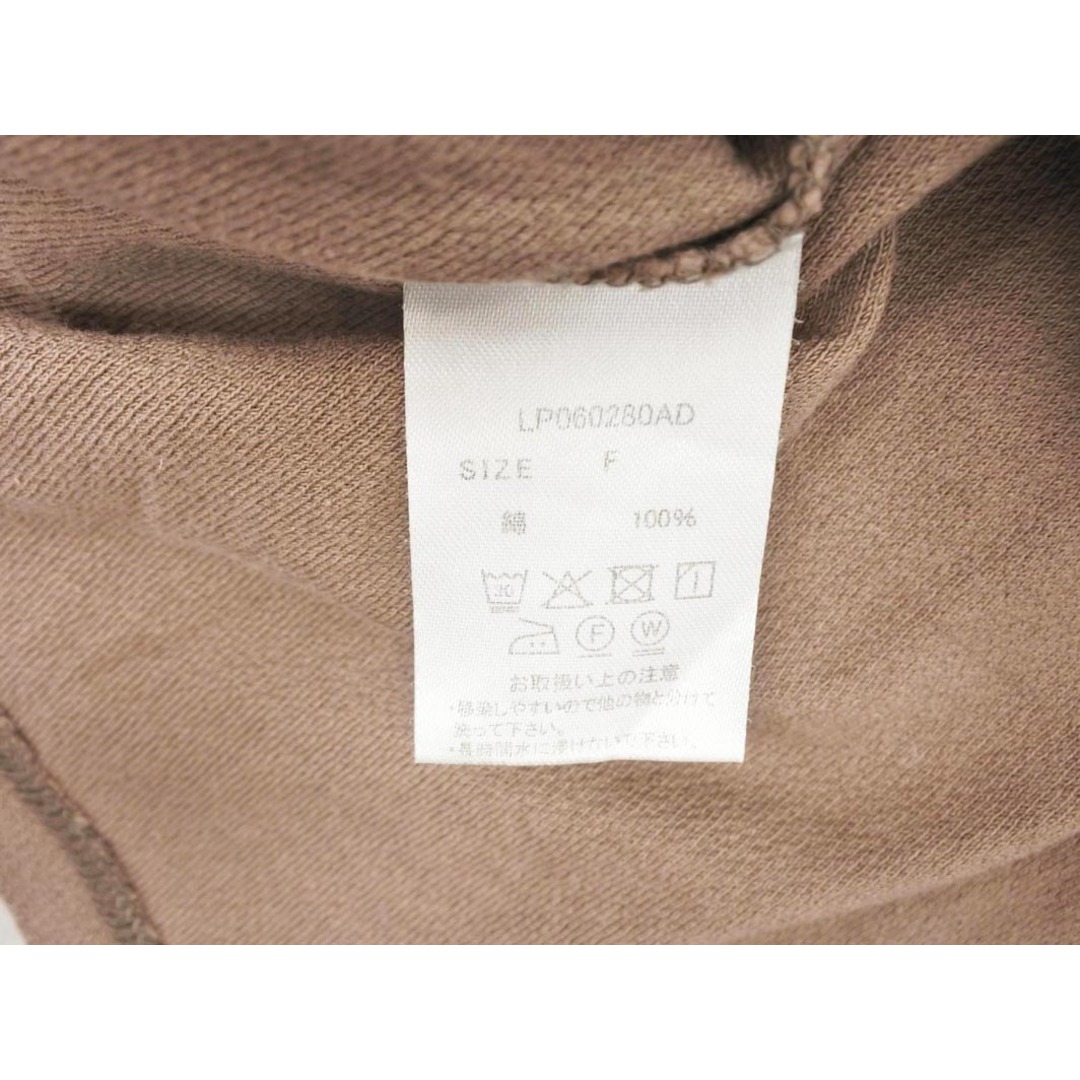 LP060280AD
SIZE F
綿 100%
30
F W
お取扱い上の注意
・移染しやすいので他の物と分けて
洗って下さい。
・長時間水に浸けないで下さい。